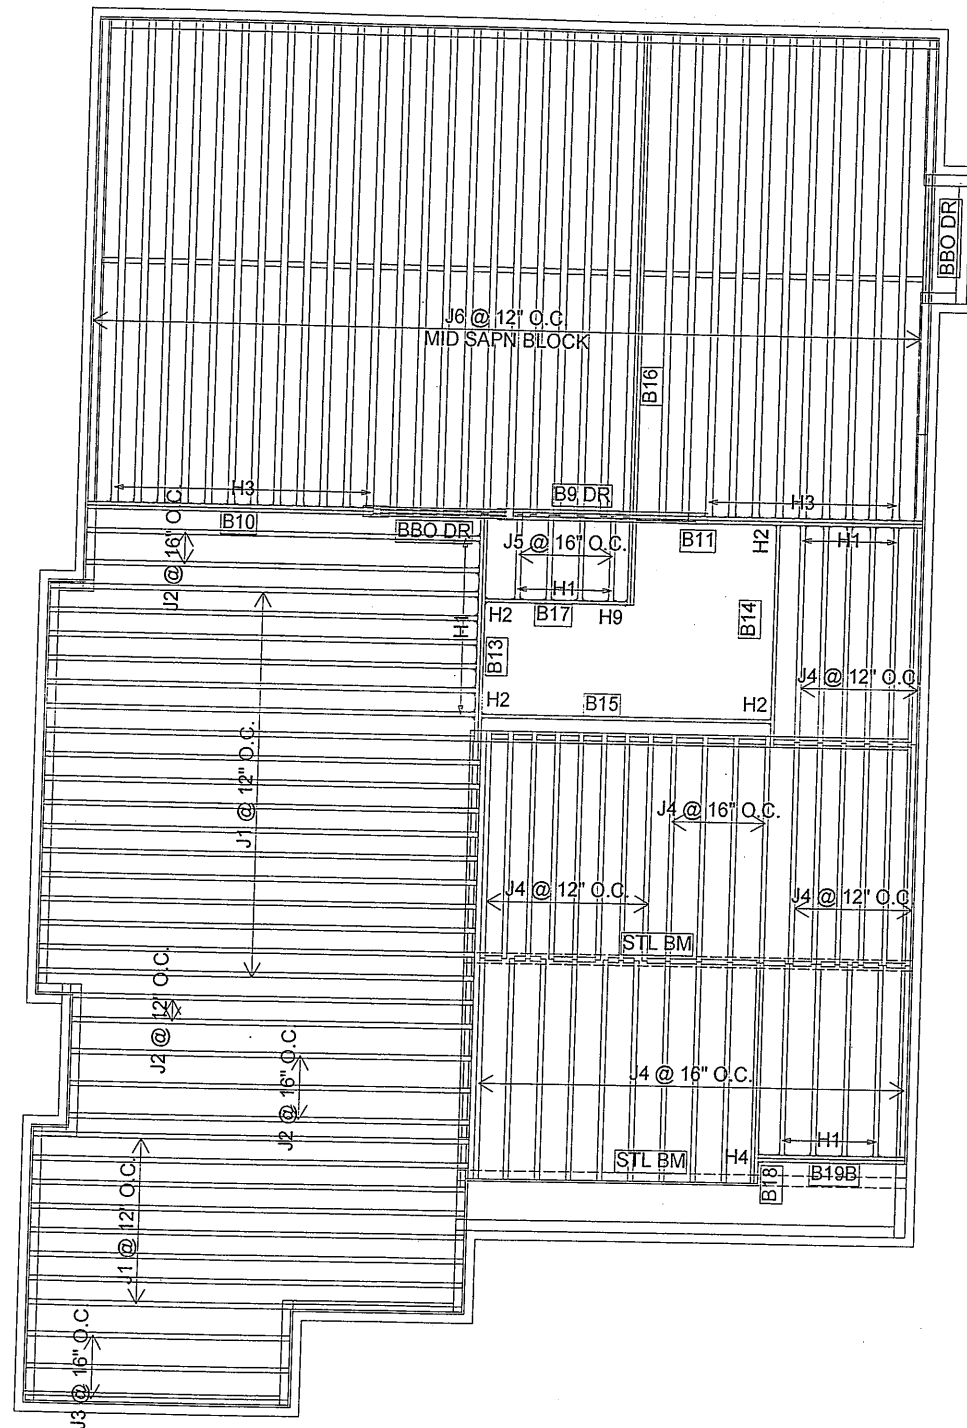 BBO DR
J6 @ 12" O.C.
MID SAPN BLOCK
B16
H3
B9 DR
H3
B10
BBO DR
J2 @ 16" O.C.
J5 @ 16" O.C.
B11
H2
H1
H1
H1
H2
B17
H9
B14
B13
J4 @ 12" O.C
H2
B15
H2
J1 @ 12" O.C.
J4 @ 16" O.C.
J4 @ 12" O.C.
J4 @ 12" O.C
STL BM
J2 @ 12" O.C.
J2 @ 16" O.C
J4 @ 16" O.C.
H1
STL BM
H4
B18
B19B
J1 @ 12" O.C.
J3 @ 16" O.C